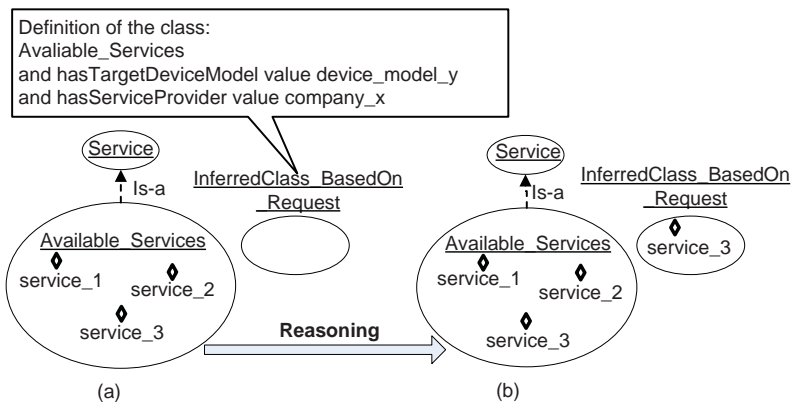 Definition of the class:
Avaliable_Services
and hasTargetDeviceModel value device_model_y
and hasServiceProvider value company_x
Service
Is-a
InferredClass_BasedOn
_Request
Available_Services
service_1
service_2
service_3
(a)
Reasoning
Service
Is-a
InferredClass_BasedOn
_Request
service_3
Available_Services
service_1
service_2
service_3
(b)